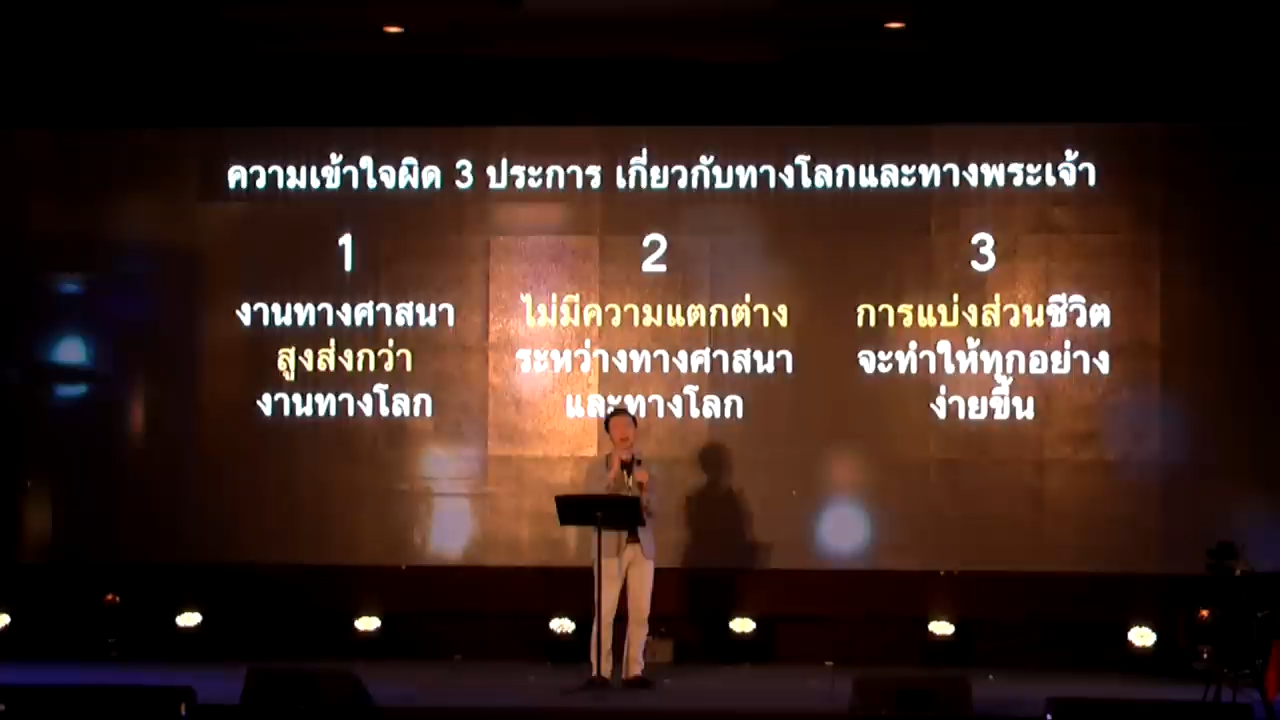 ความเข้าใจผิด 3 ประการ เกี่ยวกับทางโลกและทางพระเจ้า
1
งานทางศาสนา
สูงส่งกว่า
งานทางโลก
2
ไม่มีความแตกต่าง
ระหว่างทางศาสนา
และทางโลก
3
การแบ่งส่วนชีวิต
จะทำให้ทุกอย่าง
ง่ายขึ้น